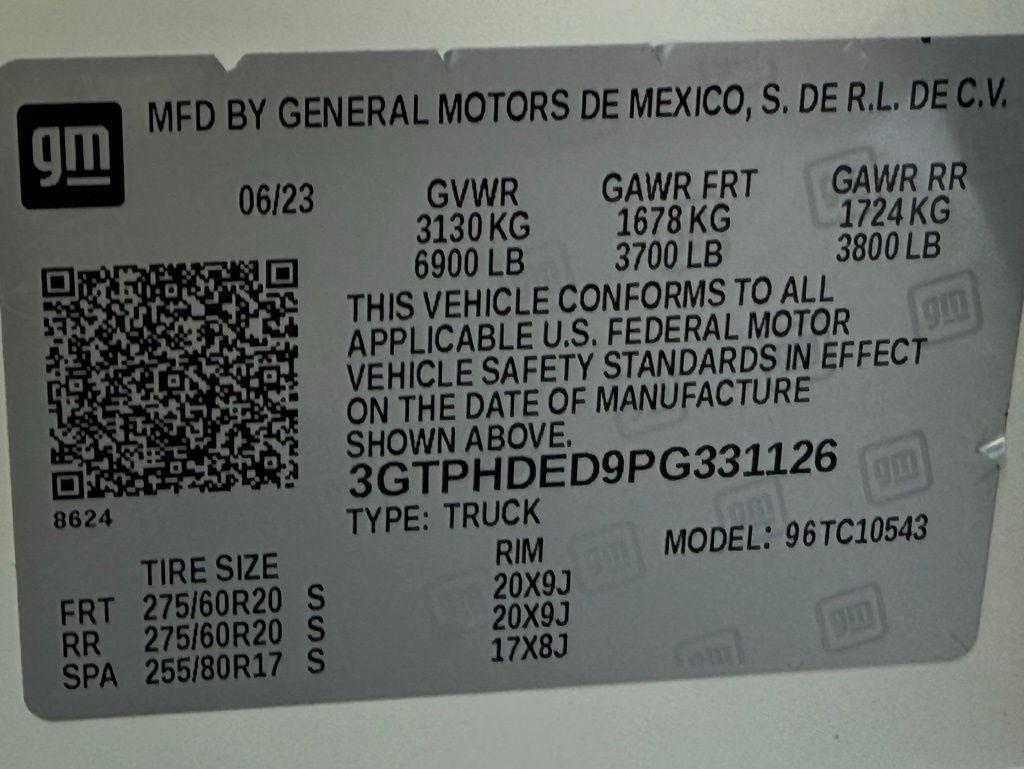 gm
MFD BY GENERAL MOTORS DE MEXICO, S. DE R.L. DE C.V.
06/23 GVWR GAWR FRT GAWR RR
3130 KG 1678 KG 1724 KG
6900 LB 3700 LB 3800 LB
THIS VEHICLE CONFORMS TO ALL
APPLICABLE U.S. FEDERAL MOTOR
VEHICLE SAFETY STANDARDS IN EFFECT
ON THE DATE OF MANUFACTURE
SHOWN ABOVE.
3GTPHDED9PG331126
8624
TYPE: TRUCK MODEL: 96TC10543
TIRE SIZE RIM
FRT 275/60R20 S 20X9J
RR 275/60R20 S 20X9J
SPA 255/80R17 S 17X8J